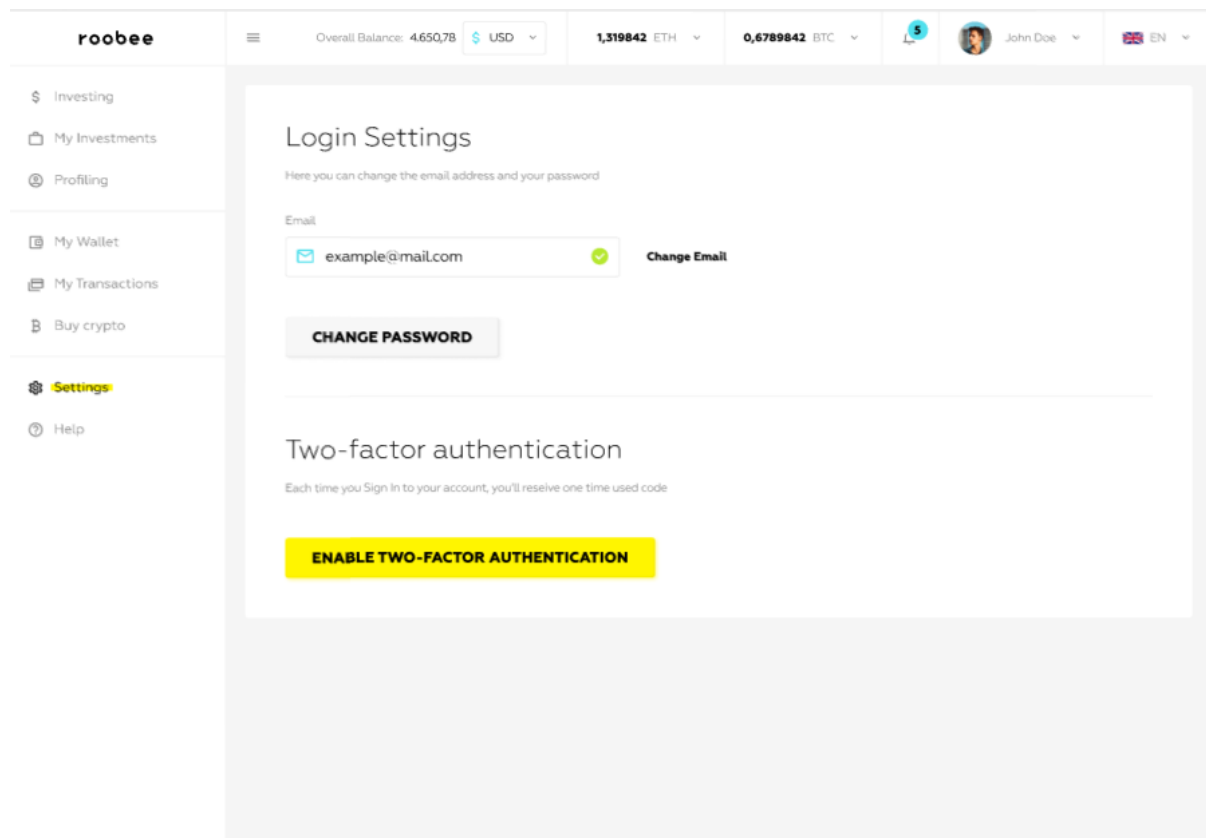 roobee
Overall Balance: 4.650,78 $ USD
1,319842 ETH
0,6789842 BTC
5
John Doe
EN
$ Investing
My Investments
Profiling
My Wallet
My Transactions
Buy crypto
Settings
Help
Login Settings
Here you can change the email address and your password
Email
example@mail.com
Change Email
CHANGE PASSWORD
Two-factor authentication
Each time you Sign In to your account, you'll reseive one time used code
ENABLE TWO-FACTOR AUTHENTICATION